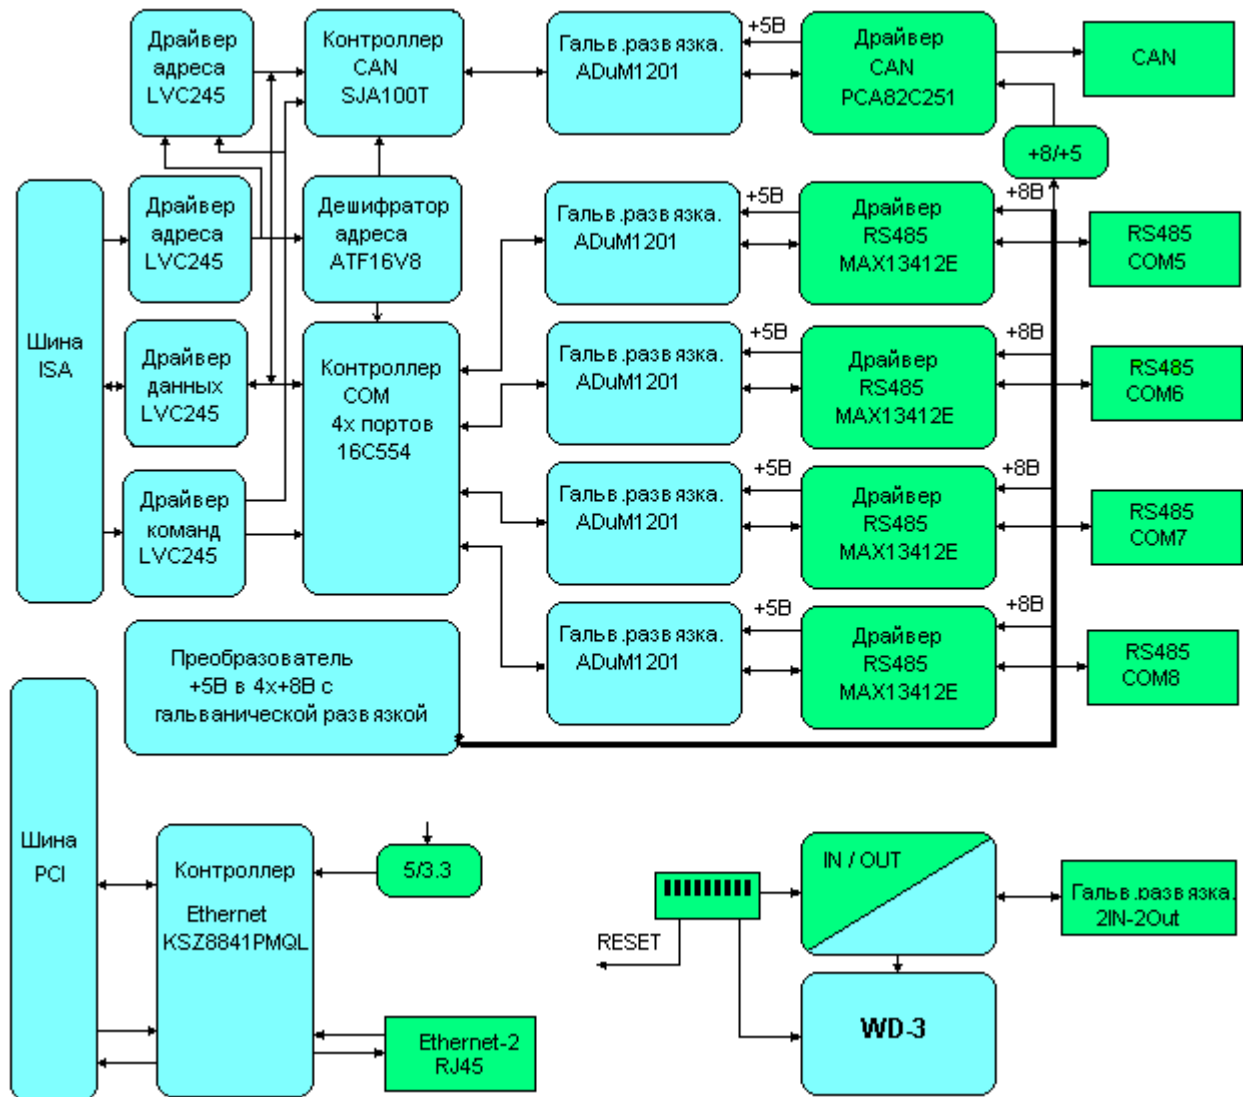 Драйвер
адреса
LVC245
Контроллер
CAN
SJA100T
Гальв.развязка.
ADuM1201
+5В
Драйвер
CAN
PCA82C251
CAN
+8/+5
Драйвер
адреса
LVC245
Дешифратор
адреса
ATF16V8
Гальв.развязка.
ADuM1201
+5В
Драйвер
RS485
MAX13412E
+8В
RS485
COM5
Шина
ISA
Драйвер
данных
LVC245
Контроллер
COM
4х портов
16C554
Гальв.развязка.
ADuM1201
+5В
Драйвер
RS485
MAX13412E
+8В
RS485
COM6
Драйвер
команд
LVC245
Гальв.развязка.
ADuM1201
+5В
Драйвер
RS485
MAX13412E
+8В
RS485
COM7
Преобразователь
+5В в 4х+8В с
гальванической развязкой
Гальв.развязка.
ADuM1201
+5В
Драйвер
RS485
MAX13412E
+8В
RS485
COM8
Шина
PCI
Контроллер
Ethernet
KSZ8841PMQL
5/3.3
Ethernet-2
RJ45
RESET
IN / OUT
Гальв.развязка.
2IN-2Out
WD-3